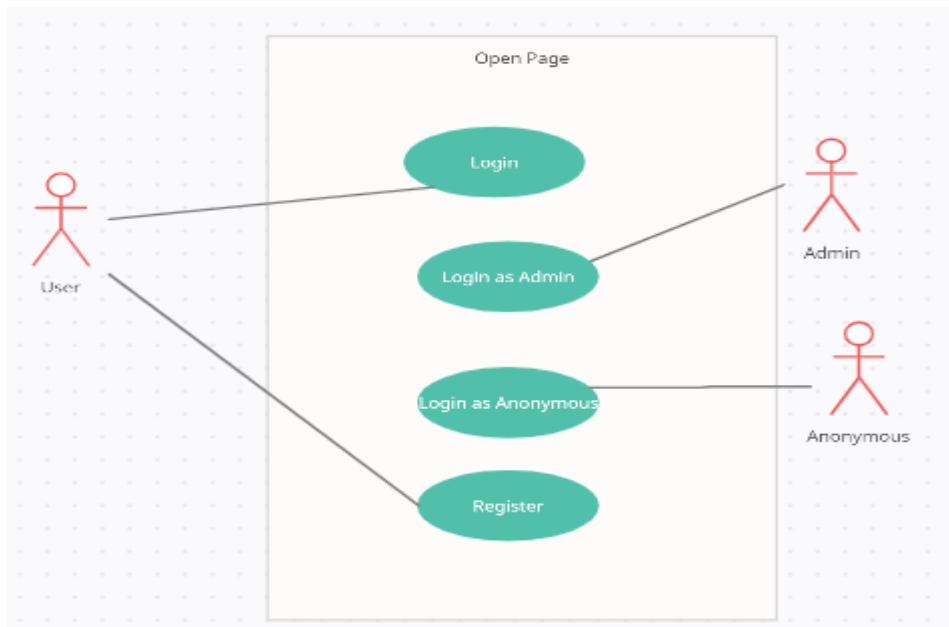 Open Page
Login
Login as Admin
Login as Anonymous
Register
User
Admin
Anonymous